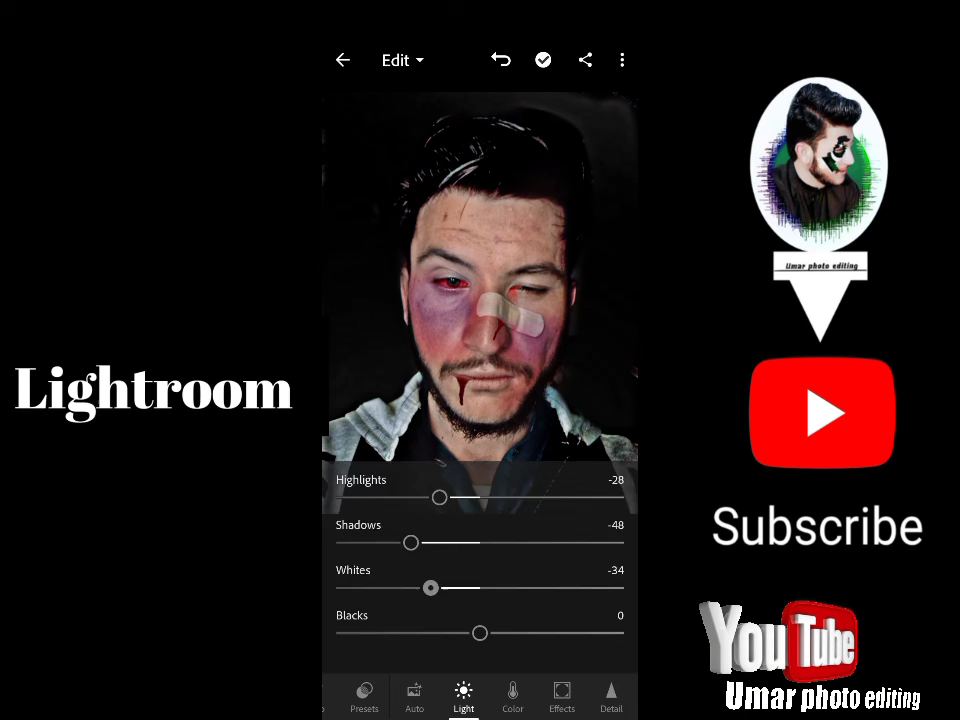 Edit
Umar photo editing
Lightroom
Highlights -28
Shadows -48
Whites -34
Blacks 0
Subscribe
Presets Auto Light Color Effects Detail
YouTube
Umar photo editing